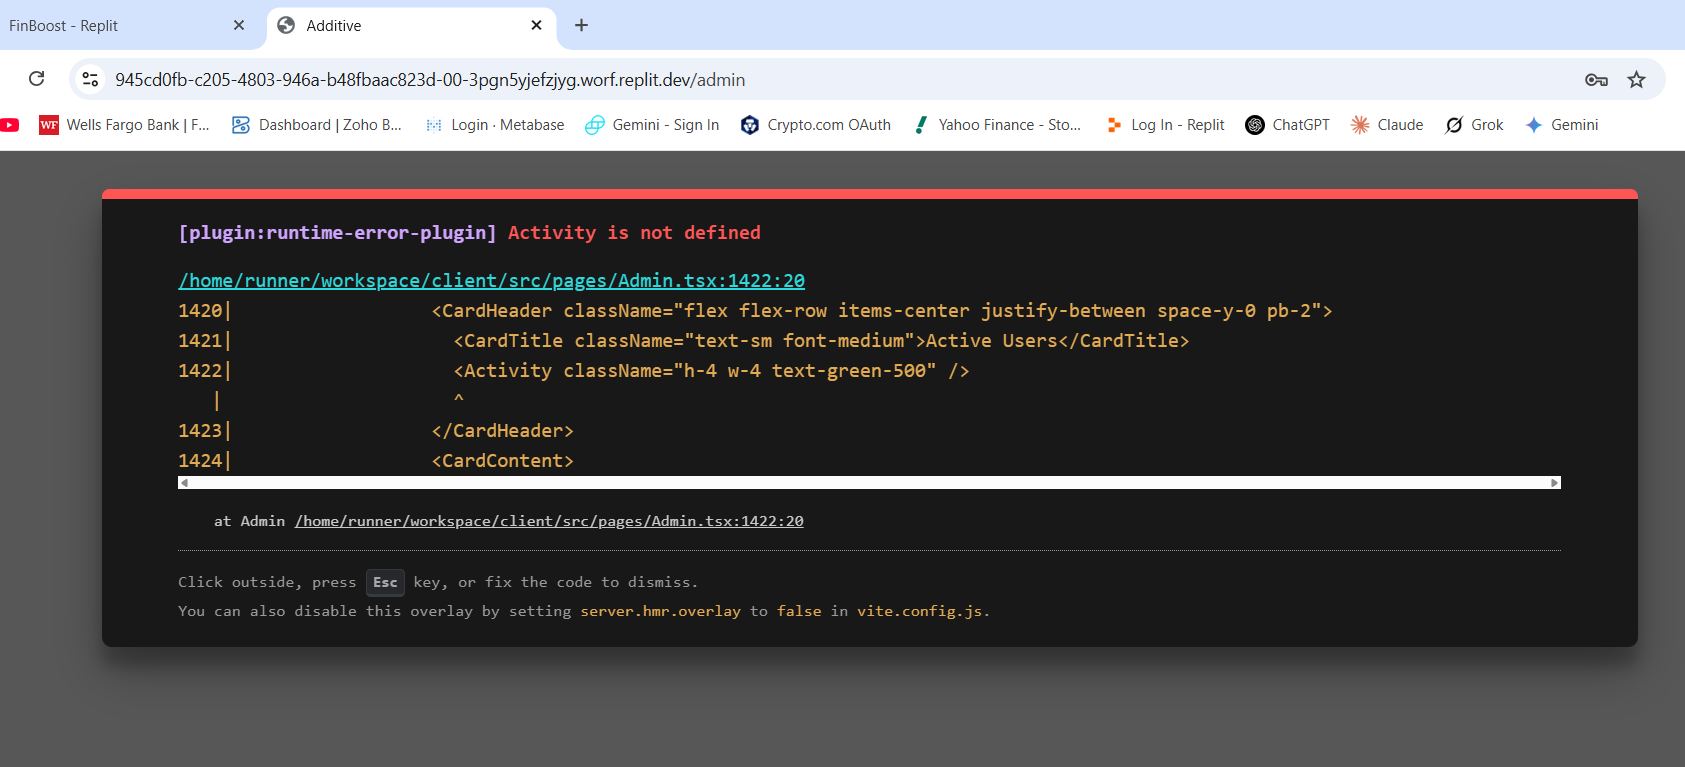 FinBoost - Replit
Additive
945cd0fb-c205-4803-946a-b48fbaac823d-00-3pgn5yjefzjyg.worf.replit.dev/admin
WF Wells Fargo Bank | F... Dashboard | Zoho B... Login · Metabase Gemini - Sign In Crypto.com OAuth Yahoo Finance - Sto... Log In - Replit ChatGPT Claude Grok Gemini
[plugin:runtime-error-plugin] Activity is not defined
/home/runner/workspace/client/src/pages/Admin.tsx:1422:20
1420|                  <CardHeader className="flex flex-row items-center justify-between space-y-0 pb-2">
1421|                    <CardTitle className="text-sm font-medium">Active Users</CardTitle>
1422|                    <Activity className="h-4 w-4 text-green-500" />
   |                    ^
1423|                  </CardHeader>
1424|                  <CardContent>
at Admin /home/runner/workspace/client/src/pages/Admin.tsx:1422:20
Click outside, press Esc key, or fix the code to dismiss.
You can also disable this overlay by setting server.hmr.overlay to false in vite.config.js.